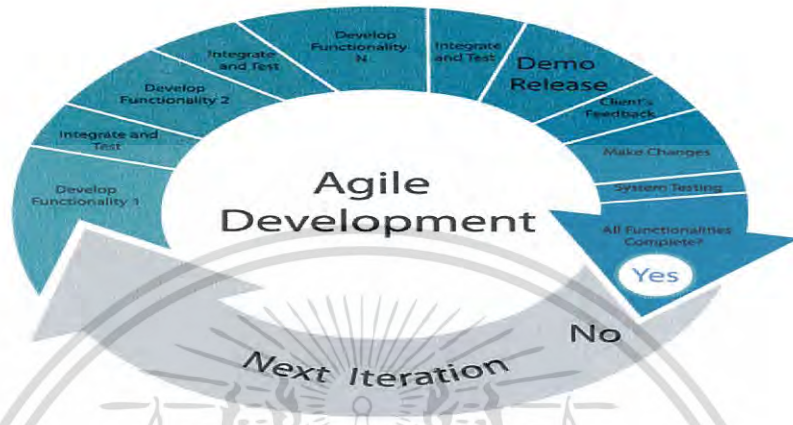 Develop
Functionality 1
Integrate and
Test
Develop
Functionality 2
Integrate
and Test
Develop
Functionality
N
Integrate
and Test
Demo
Release
Client's
Feedback
Make Changes
System Testing
All Functionalities
Complete?
Yes
No
Next Iteration
Agile
Development